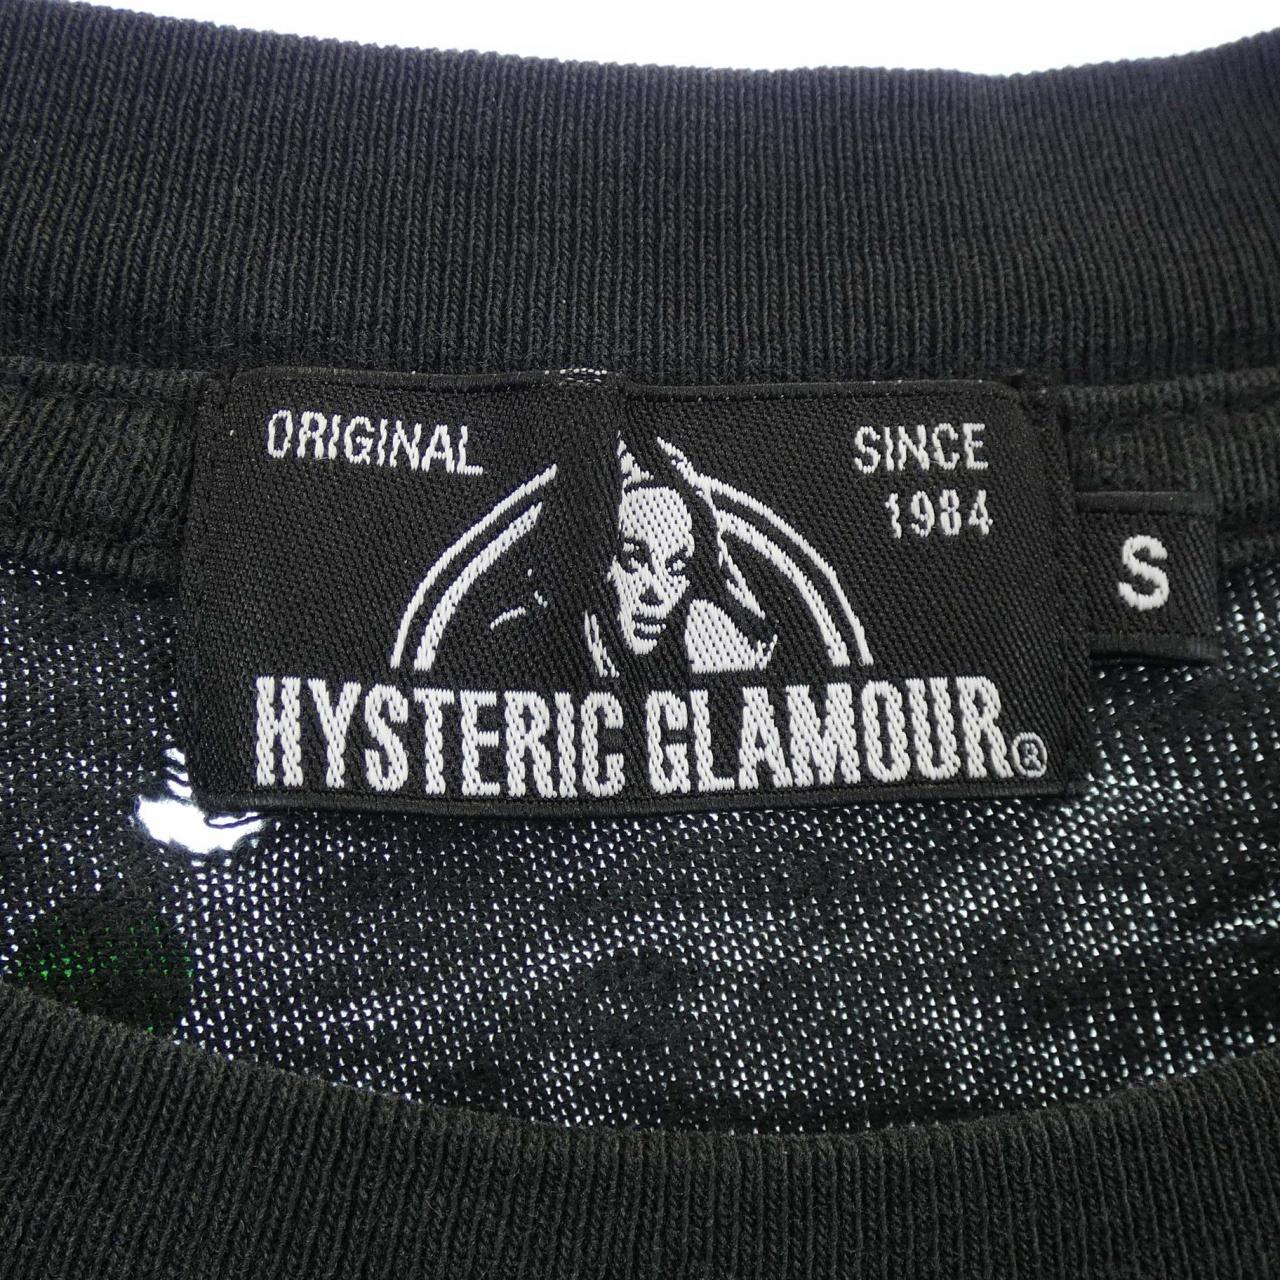 ORIGINAL
SINCE
1984
HYSTERIC GLAMOUR®
S